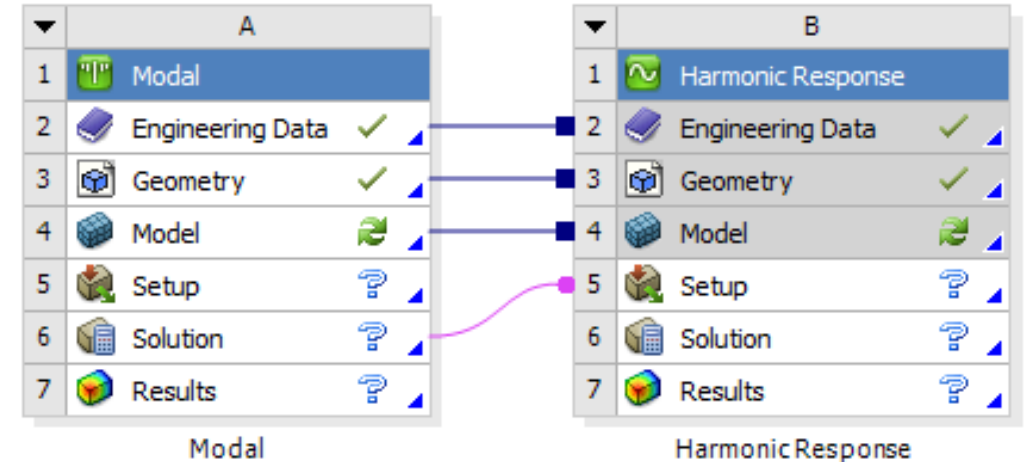 A
1 Modal
2 Engineering Data
3 Geometry
4 Model
5 Setup
6 Solution
7 Results
Modal
B
1 Harmonic Response
2 Engineering Data
3 Geometry
4 Model
5 Setup
6 Solution
7 Results
Harmonic Response